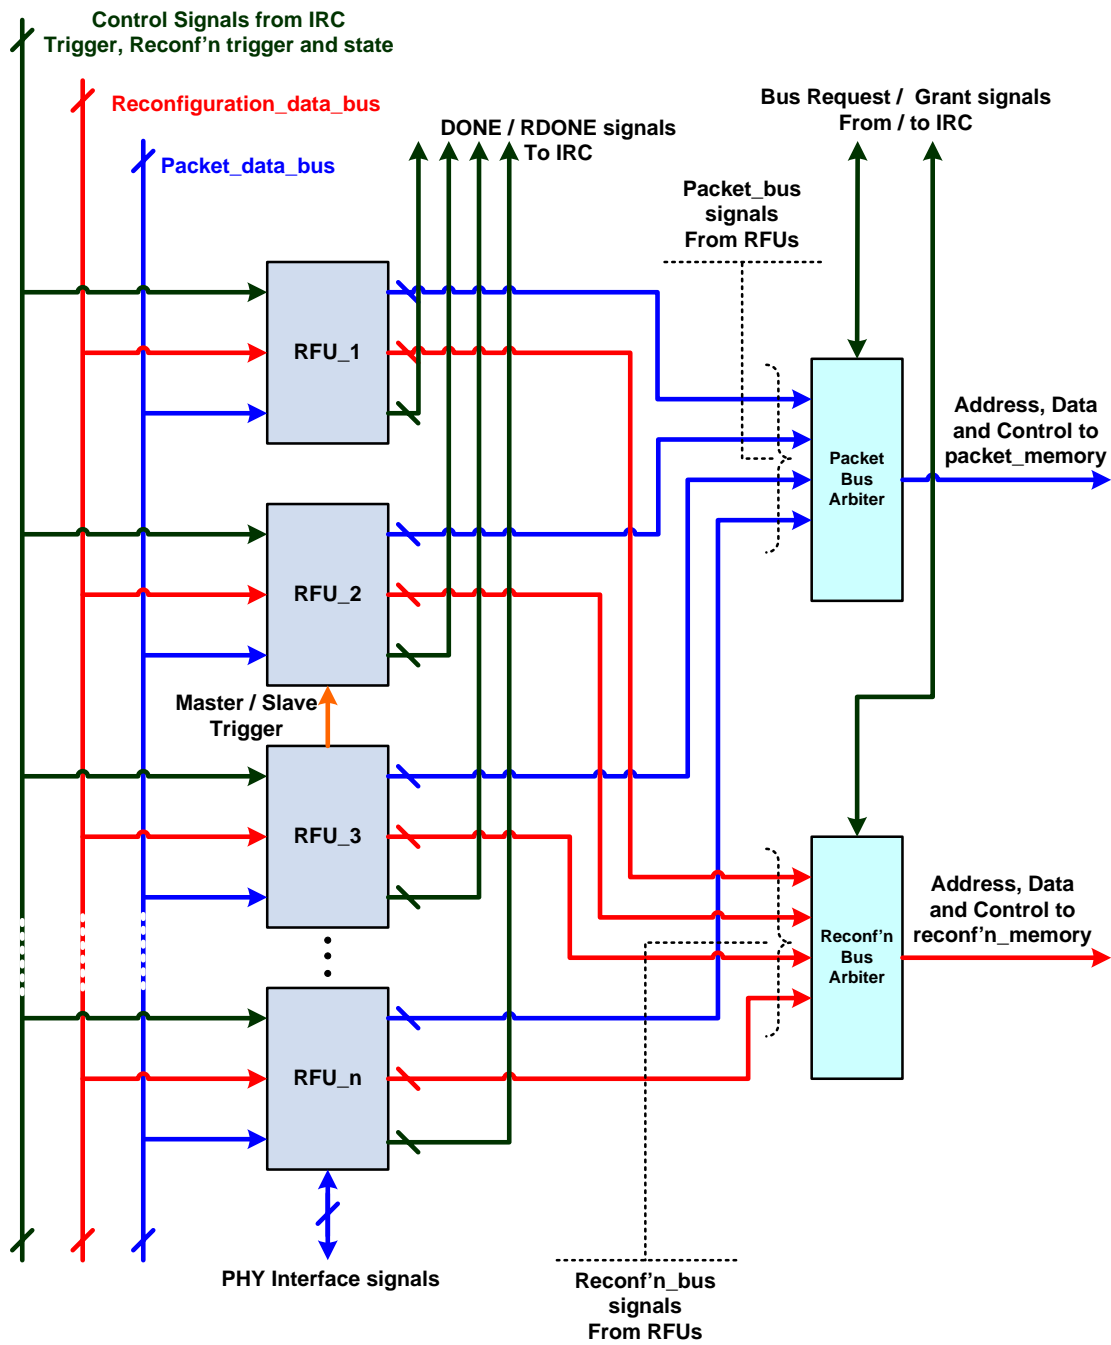 Control Signals from IRC
Trigger, Reconf'n trigger and state
Reconfiguration_data_bus
Packet_data_bus
DONE / RDONE signals
To IRC
Bus Request / Grant signals
From / to IRC
Packet_bus
signals
From RFUs
RFU_1
Packet
Bus
Arbiter
Address, Data
and Control to
packet_memory
RFU_2
Master / Slave
Trigger
RFU_3
Reconf'n
Bus
Arbiter
Address, Data
and Control to
reconf'n_memory
RFU_n
PHY Interface signals
Reconf'n_bus
signals
From RFUs